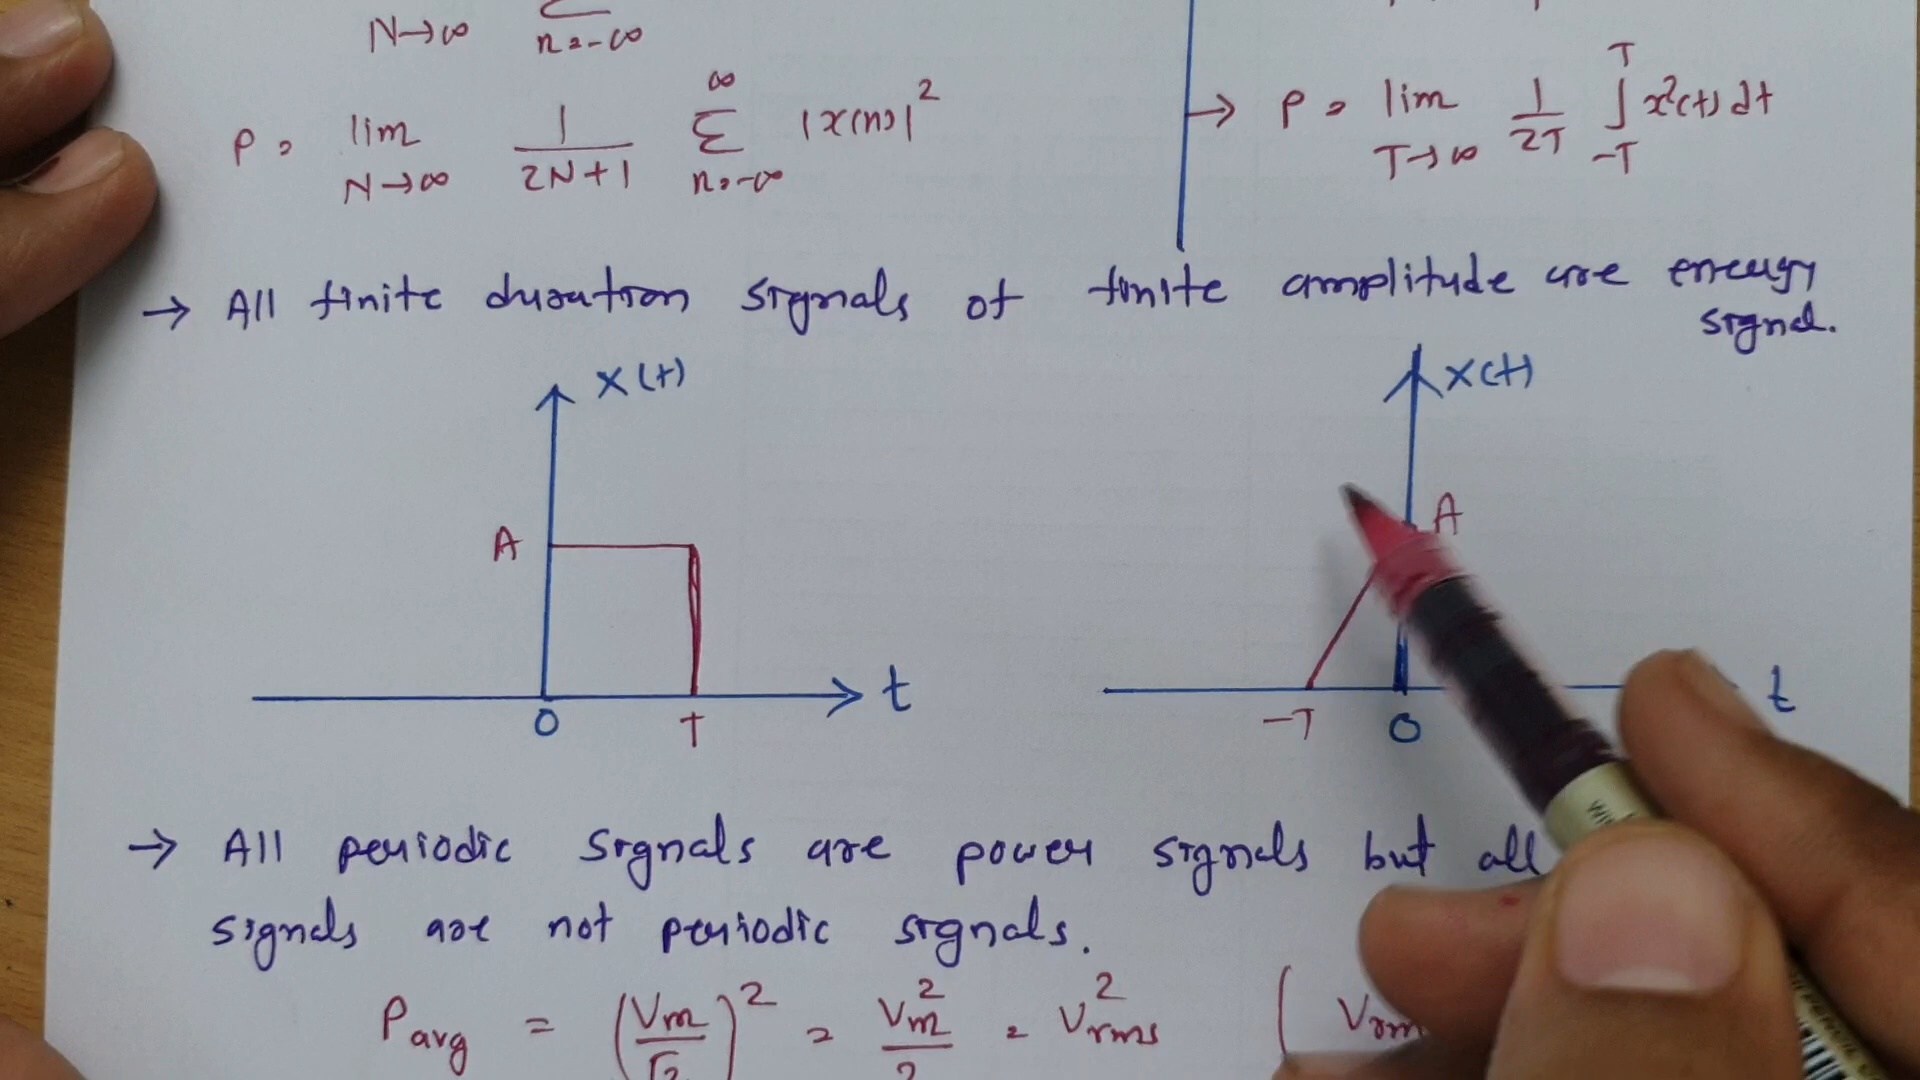 N→∞ n=-∞
P = lim N→∞ 1/2N+1 ∞ Σ n=-∞ |x(n)|²
→ P = lim T→∞ 1/2T ∫ T -T x²(t) dt
→ All finite duration signals of finite amplitude are energy
signal.
x(t)
x(t)
A
A
t
t
0
T
-T
0
→ All periodic signals are power signals but all
signals are not periodic signals.
Pavg = (Vm/√2)² = Vm²/2 = Vrms² (